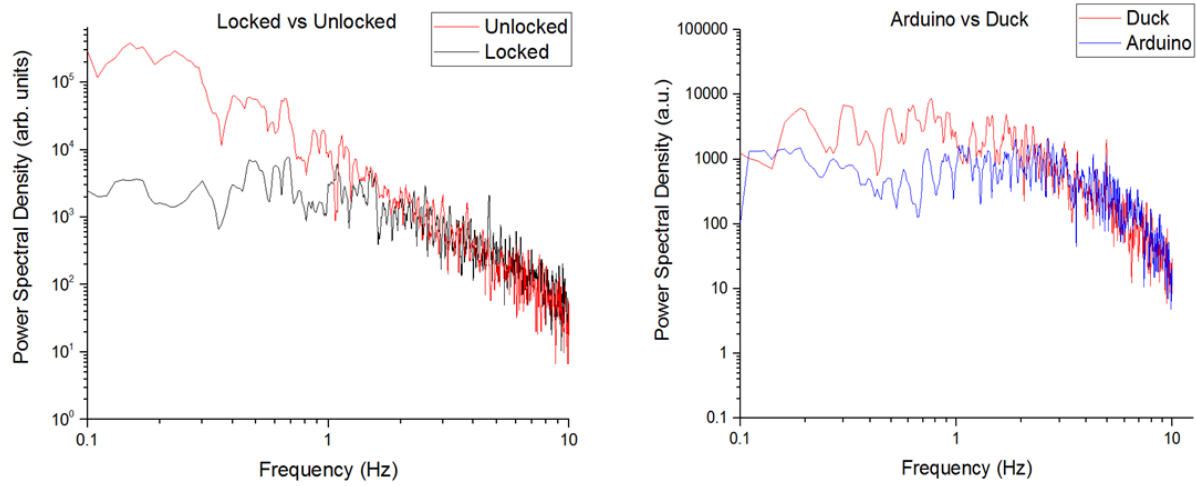 Locked vs Unlocked
Unlocked
Locked
Power Spectral Density (arb. units)
10⁵
10⁴
10³
10²
10¹
10⁰
0.1
1
10
Frequency (Hz)
Arduino vs Duck
Duck
Arduino
Power Spectral Density (a.u.)
100000
10000
1000
100
10
1
0.1
0.1
1
10
Frequency (Hz)